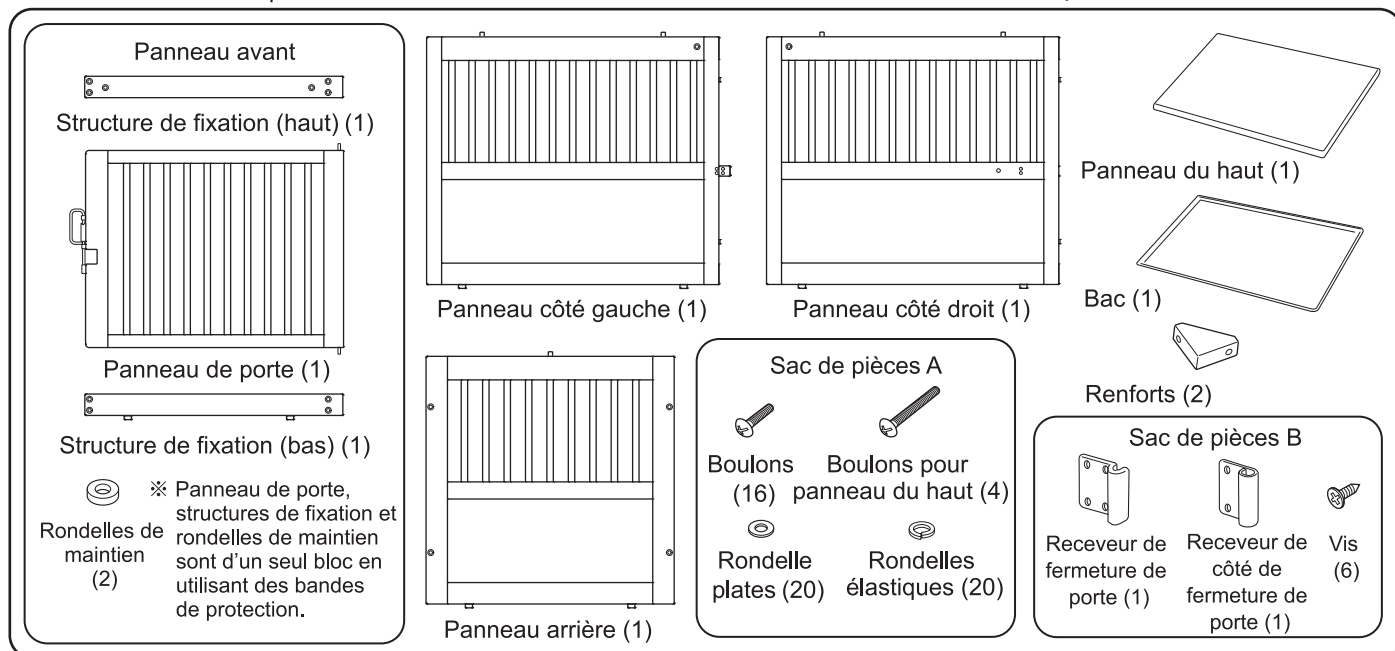 Panneau avant
Structure de fixation (haut) (1)
Panneau de porte (1)
Structure de fixation (bas) (1)
Rondelles de
maintien
(2)
※ Panneau de porte,
structures de fixation et
rondelles de maintien
sont d'un seul bloc en
utilisant des bandes
de protection.
Panneau côté gauche (1)
Panneau côté droit (1)
Panneau arrière (1)
Panneau du haut (1)
Bac (1)
Renforts (2)
Sac de pièces A
Boulons
(16)
Boulons pour
panneau du haut (4)
Rondelle
plates (20)
Rondelles
élastiques (20)
Sac de pièces B
Receveur de
fermeture de
porte (1)
Receveur de
côté de
fermeture de
porte (1)
Vis
(6)